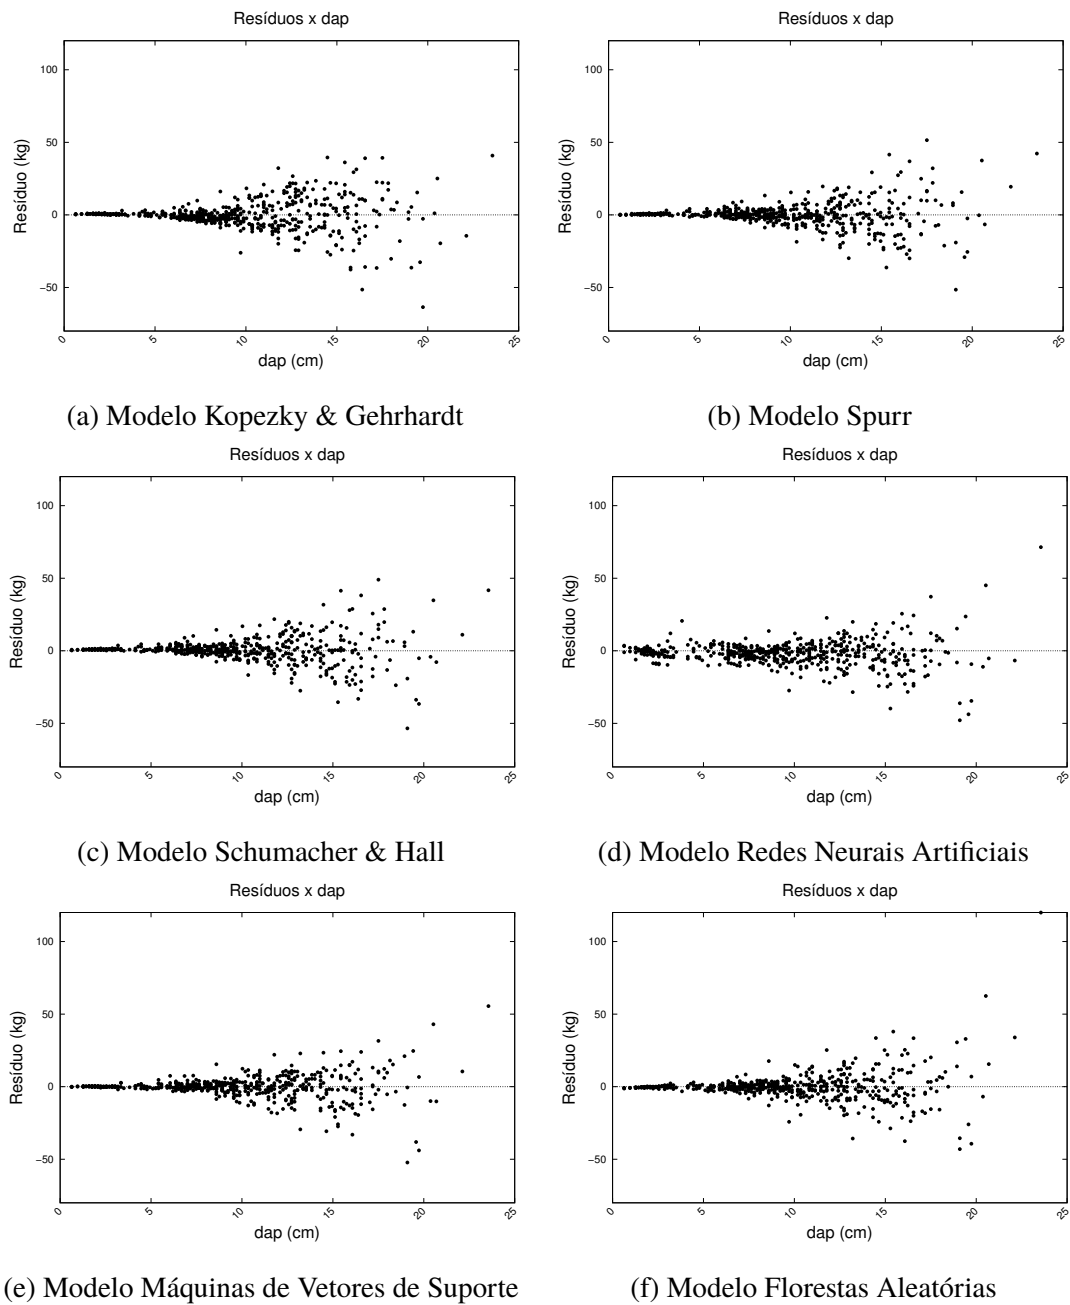 Resíduos x dap
Resíduo (kg)
100
50
0
−50
0
5
10
15
20
25
dap (cm)
(a) Modelo Kopezky & Gehrhardt
Resíduos x dap
Resíduo (kg)
100
50
0
−50
0
5
10
15
20
25
dap (cm)
(b) Modelo Spurr
Resíduos x dap
Resíduo (kg)
100
50
0
−50
0
5
10
15
20
25
dap (cm)
(c) Modelo Schumacher & Hall
Resíduos x dap
Resíduo (kg)
100
50
0
−50
0
5
10
15
20
25
dap (cm)
(d) Modelo Redes Neurais Artificiais
Resíduos x dap
Resíduo (kg)
100
50
0
−50
0
5
10
15
20
25
dap (cm)
(e) Modelo Máquinas de Vetores de Suporte
Resíduos x dap
Resíduo (kg)
100
50
0
−50
0
5
10
15
20
25
dap (cm)
(f) Modelo Florestas Aleatórias